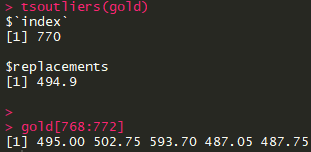 > tsoutliers(gold)
$`index`
[1] 770

$replacements
[1] 494.9

>
> gold[768:772]
[1] 495.00 502.75 593.70 487.05 487.75